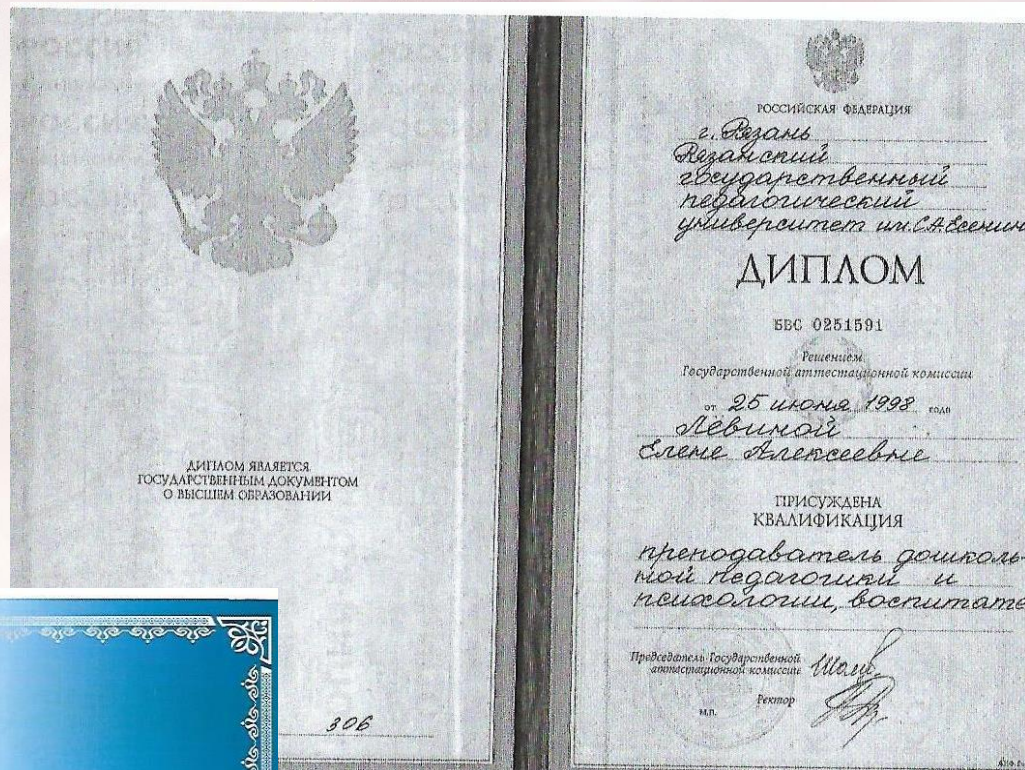 ДИПЛОМ ЯВЛЯЕТСЯ
ГОСУДАРСТВЕННЫМ ДОКУМЕНТОМ
О ВЫСШЕМ ОБРАЗОВАНИИ
306
РОССИЙСКАЯ ФЕДЕРАЦИЯ
г. Рязань
Рязанский
государственный
педагогический
университет им. С.А.Есенин
ДИПЛОМ
БВС 0251591
Решением
Государственной аттестационной комиссии
от 25 июня 1998 года
Лёвиной
Елене Алексеевне
ПРИСУЖДЕНА
КВАЛИФИКАЦИЯ
преподаватель дошколь-
ной педагогики и
психологии, воспитате
Председатель Государственной
аттестационной комиссии
Ректор
М.П.